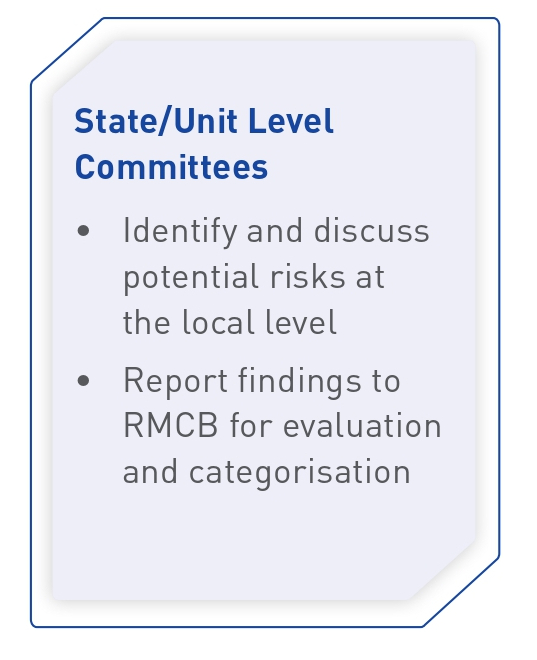 State/Unit Level
Committees
• Identify and discuss
potential risks at
the local level
• Report findings to
RMCB for evaluation
and categorisation